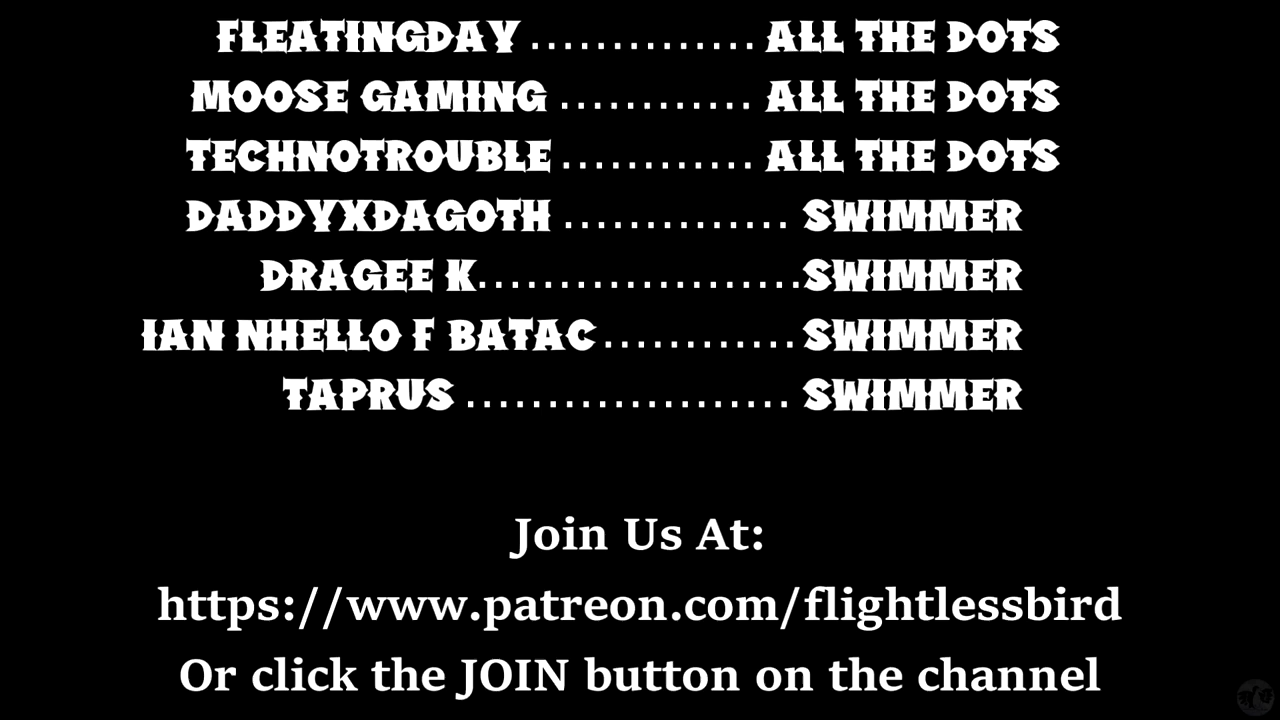 FLEATINGDAY .............. ALL THE DOTS
MOOSE GAMING ............ ALL THE DOTS
TECHNOTROUBLE ............ ALL THE DOTS
DADDYXDAGOTH .............. SWIMMER
DRAGEE K....................SWIMMER
IAN NHELLO F BATAC............SWIMMER
TAPRUS .................... SWIMMER
Join Us At:
https://www.patreon.com/flightlessbird
Or click the JOIN button on the channel